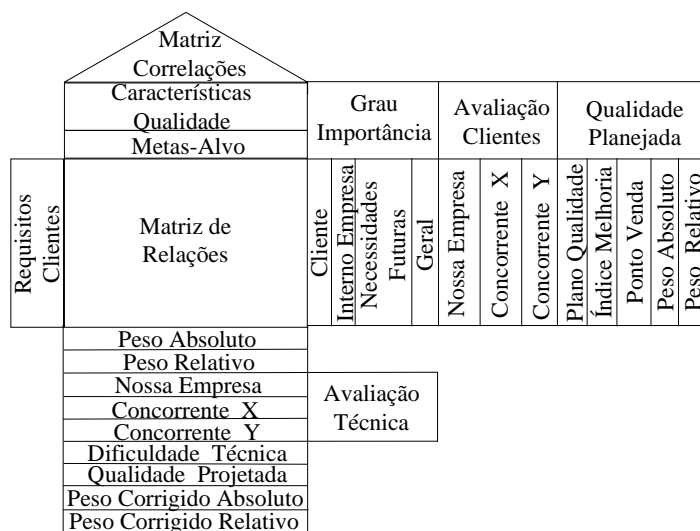 Matriz
Correlações
Características
Qualidade
Metas-Alvo
Grau
Importância
Avaliação
Clientes
Qualidade
Planejada
Requisitos
Clientes
Matriz de
Relações
Cliente
Interno Empresa
Necessidades
Futuras
Geral
Nossa Empresa
Concorrente X
Concorrente Y
Plano Qualidade
Índice Melhoria
Ponto Venda
Peso Absoluto
Peso Relativo
Peso Absoluto
Peso Relativo
Nossa Empresa
Concorrente X
Concorrente Y
Avaliação
Técnica
Dificuldade Técnica
Qualidade Projetada
Peso Corrigido Absoluto
Peso Corrigido Relativo